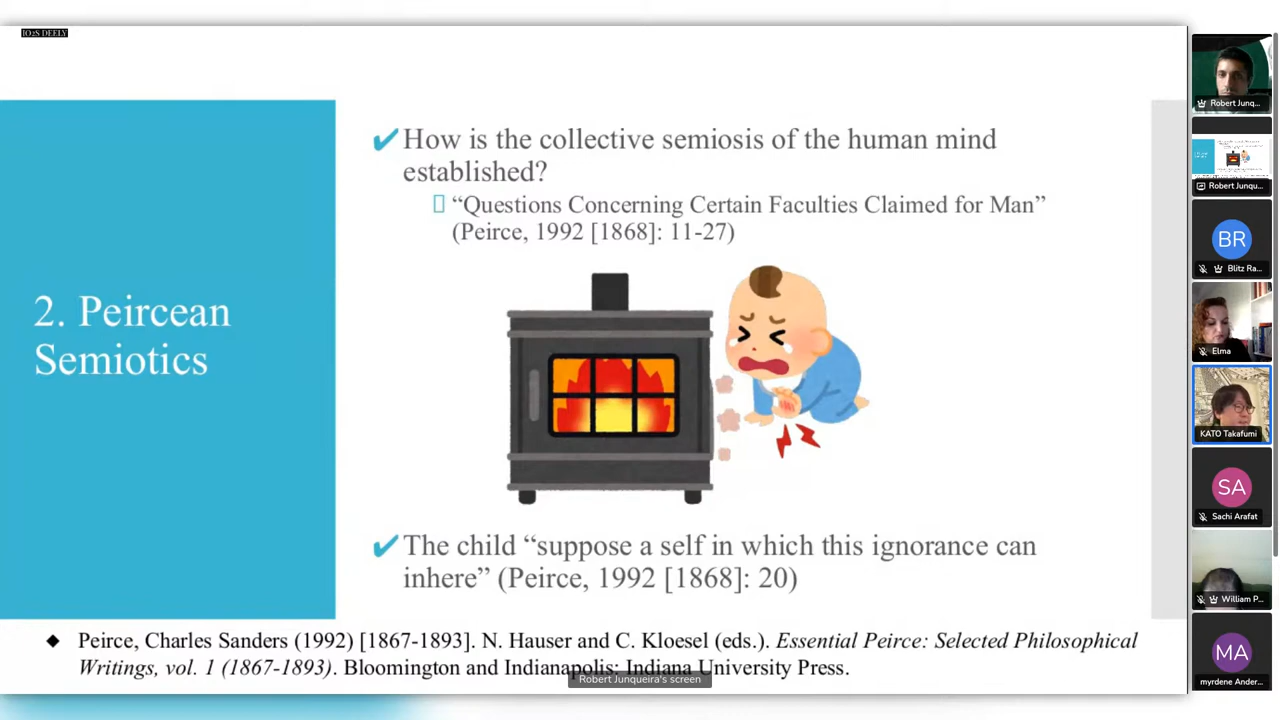 IO2S DEELY
✔ How is the collective semiosis of the human mind
established?
“Questions Concerning Certain Faculties Claimed for Man”
(Peirce, 1992 [1868]: 11-27)
2. Peircean
Semiotics
✔ The child “suppose a self in which this ignorance can
inhere” (Peirce, 1992 [1868]: 20)
◆ Peirce, Charles Sanders (1992) [1867-1893]. N. Hauser and C. Kloesel (eds.). Essential Peirce: Selected Philosophical
Writings, vol. 1 (1867-1893). Bloomington and Indianapolis: Indiana University Press.
Robert Junqueira's screen
Robert Junq...
Robert Junqu...
BR
Blitz Ra...
Elma
KATO Takafumi
SA
Sachi Arafat
William P...
MA
myrdene Ander...